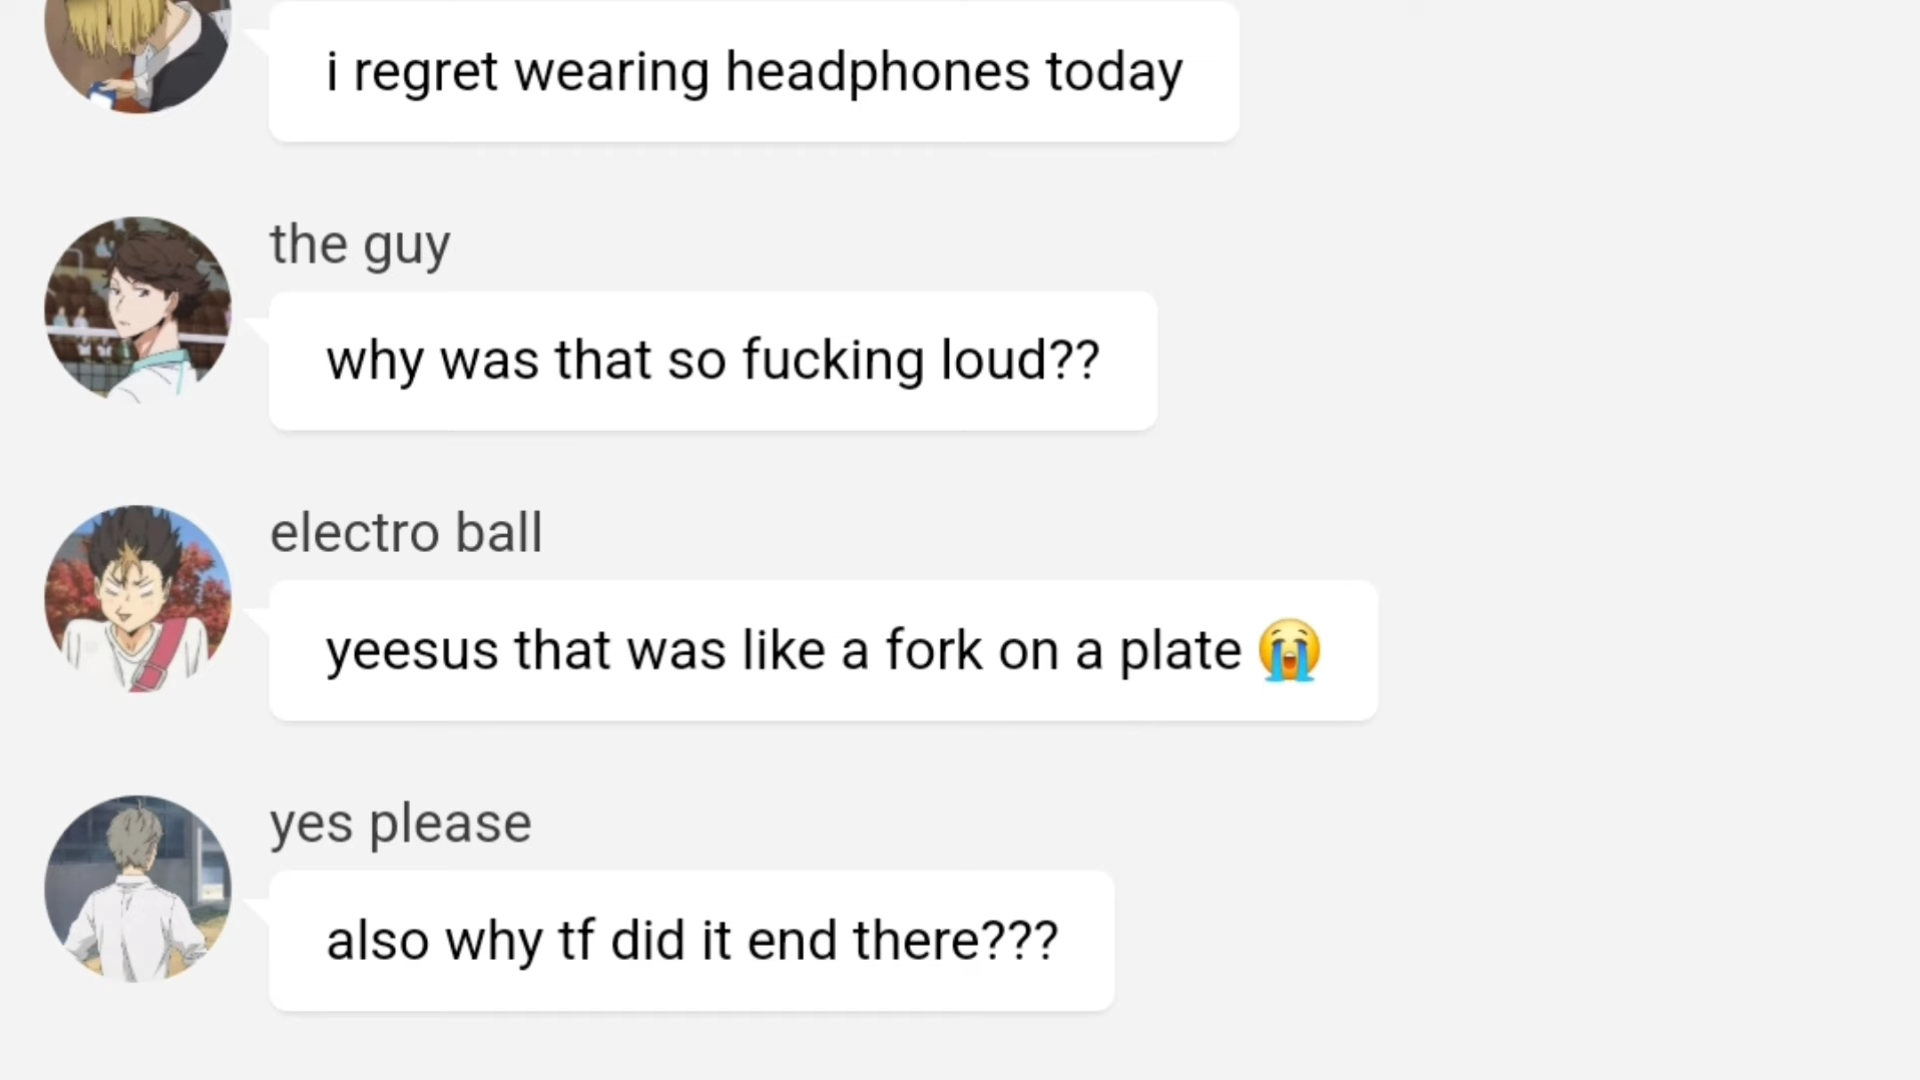 i regret wearing headphones today
the guy
why was that so fucking loud??
electro ball
yeesus that was like a fork on a plate 😭
yes please
also why tf did it end there???